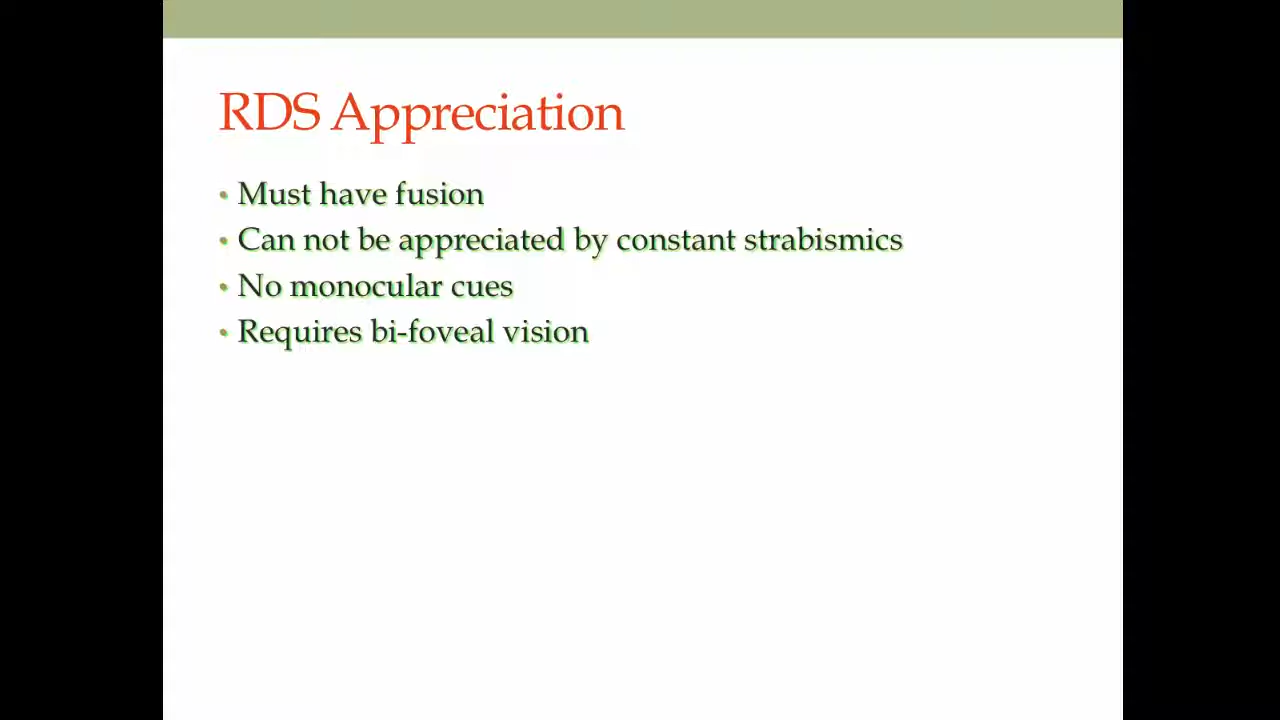 RDS Appreciation
• Must have fusion
• Can not be appreciated by constant strabismics
• No monocular cues
• Requires bi-foveal vision